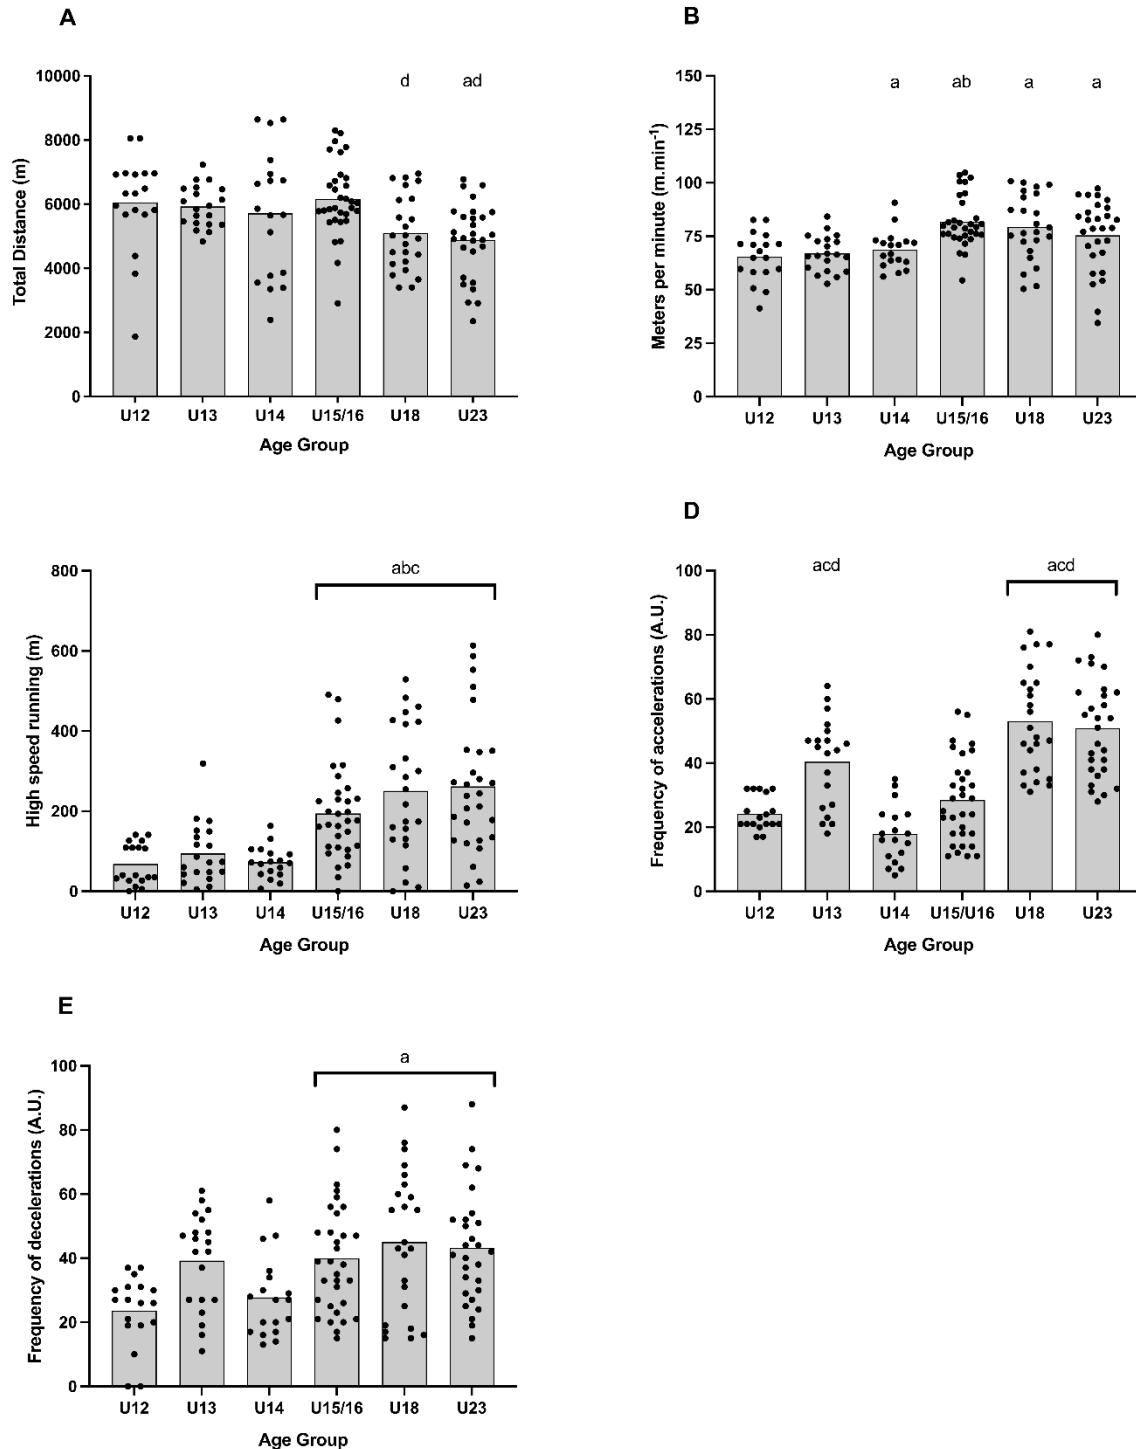 A
10000
8000
6000
4000
2000
0
Total Distance (m)
d
ad
U12 U13 U14 U15/16 U18 U23
Age Group
B
150
125
100
75
50
25
0
Meters per minute (m.min-1)
a
ab
a
a
U12 U13 U14 U15/16 U18 U23
Age Group
800
600
400
200
0
High speed running (m)
abc
U12 U13 U14 U15/16 U18 U23
Age Group
D
100
80
60
40
20
0
Frequency of accelerations (A.U.)
acd
acd
U12 U13 U14 U15/U16 U18 U23
Age Group
E
100
80
60
40
20
0
Frequency of decelerations (A.U.)
a
U12 U13 U14 U15/16 U18 U23
Age Group